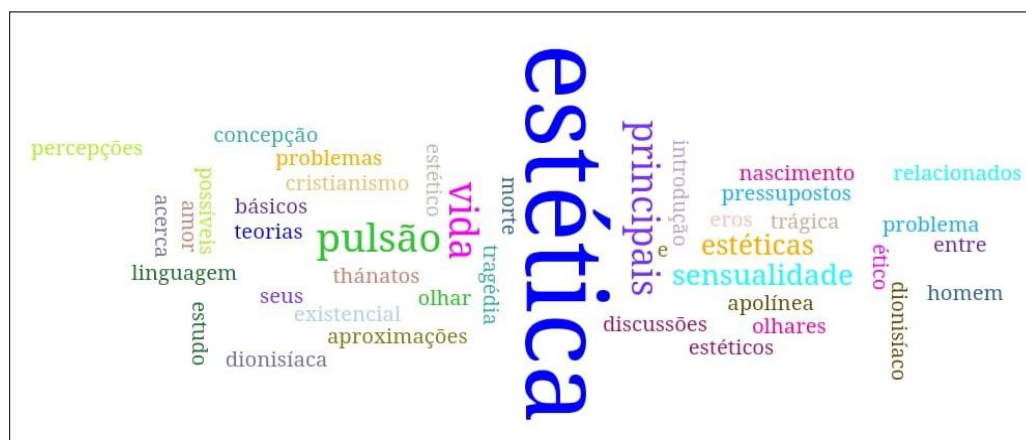 percepções
concepção
problemas
cristianismo
estético
possíveis
acerca
amor
básicos
teorias
vida
morte
pulsão
tragédia
linguagem
thánatos
seus
olhar
existencial
estudo
aproximações
dionisíaca
estética
principais
introdução
nascimento
relacionados
pressupostos
eros
trágica
problema
e
estéticas
ético
entre
sensualidade
dionisíaco
homem
apolínea
discussões
olhares
estéticos